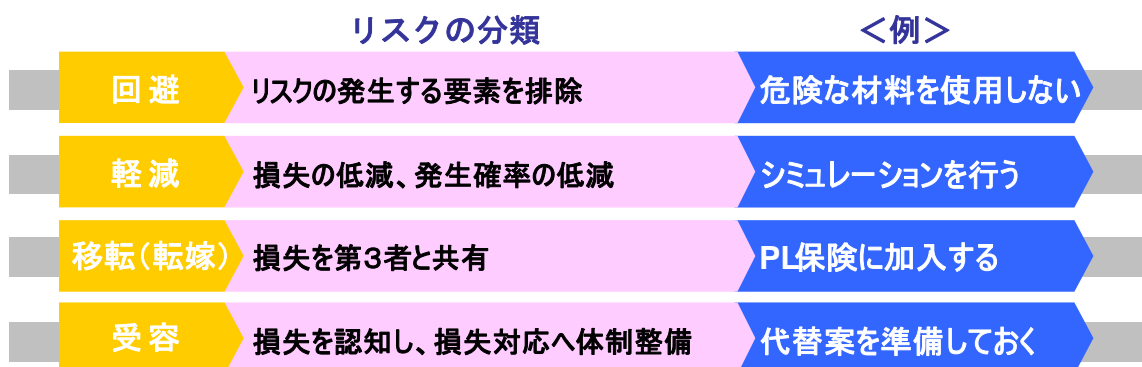 リスクの分類 ＜例＞
回避 リスクの発生する要素を排除 危険な材料を使用しない
軽減 損失の低減、発生確率の低減 シミュレーションを行う
移転（転嫁） 損失を第３者と共有 PL保険に加入する
受容 損失を認知し、損失対応へ体制整備 代替案を準備しておく